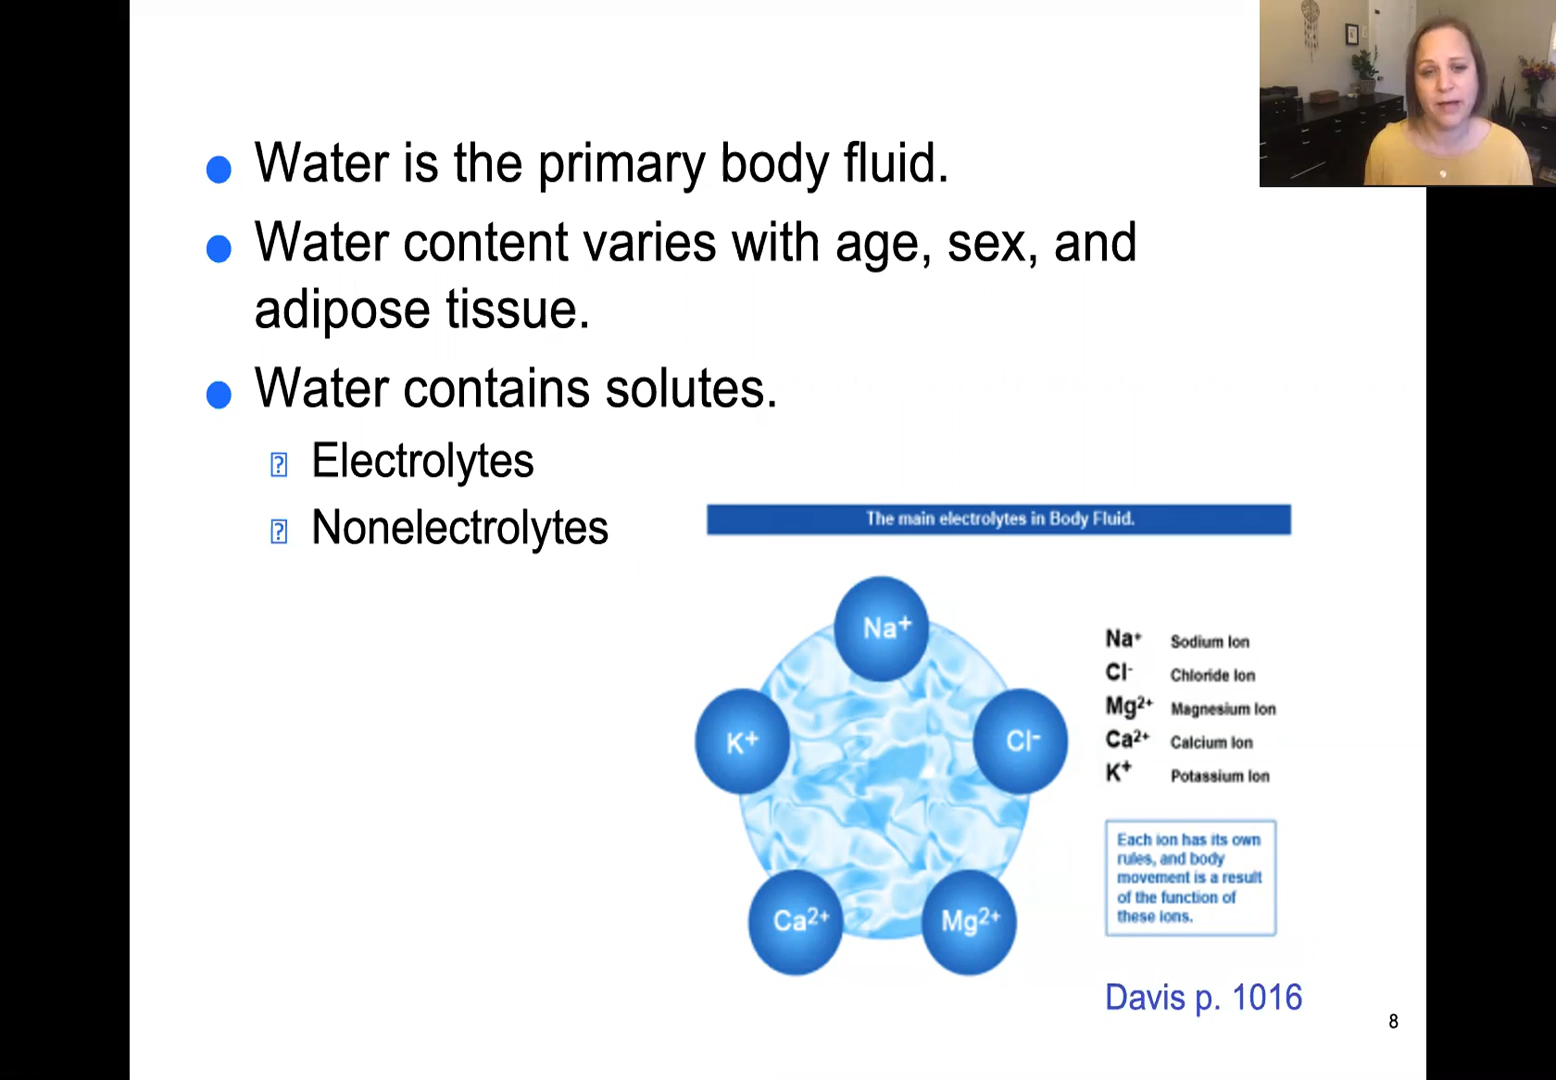 Water is the primary body fluid.
Water content varies with age, sex, and
adipose tissue.
Water contains solutes.
Electrolytes
Nonelectrolytes
The main electrolytes in Body Fluid.
Na+
K+
Cl-
Ca2+
Mg2+
Na+ Sodium Ion
Cl- Chloride Ion
Mg2+ Magnesium Ion
Ca2+ Calcium Ion
K+ Potassium Ion
Each ion has its own
rules, and body
movement is a result
of the function of
these ions.
Davis p. 1016
8